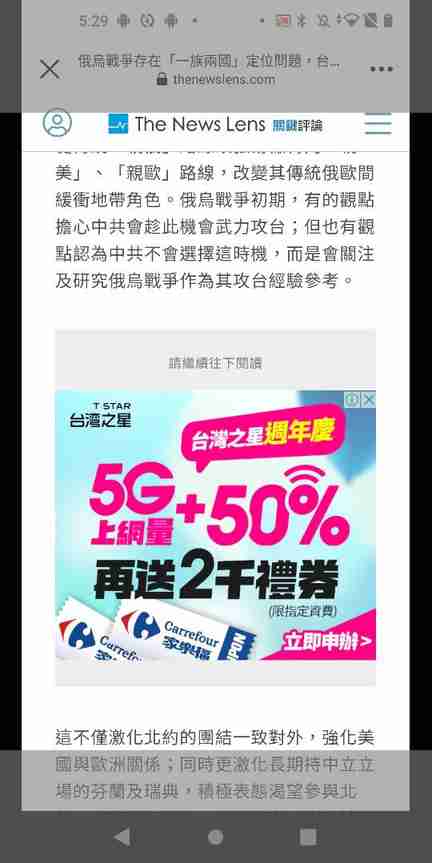 5:29
俄烏戰爭存在「一族兩國」定位問題，台...
thenewslens.com
The News Lens 關鍵評論
美」、「親歐」路線，改變其傳統俄歐間
緩衝地帶角色。俄烏戰爭初期，有的觀點
擔心中共會趁此機會武力攻台；但也有觀
點認為中共不會選擇這時機，而是會關注
及研究俄烏戰爭作為其攻台經驗參考。
請繼續往下閱讀
T STAR
台灣之星
台灣之星週年慶
5G
上網量
+50%
再送2千禮券
(限指定資費)
Carrefour
家樂福
Carrefour
家樂福
立即申辦>
這不僅激化北約的團結一致對外，強化美
國與歐洲關係；同時更激化長期持中立立
場的芬蘭及瑞典，積極表態渴望參與北